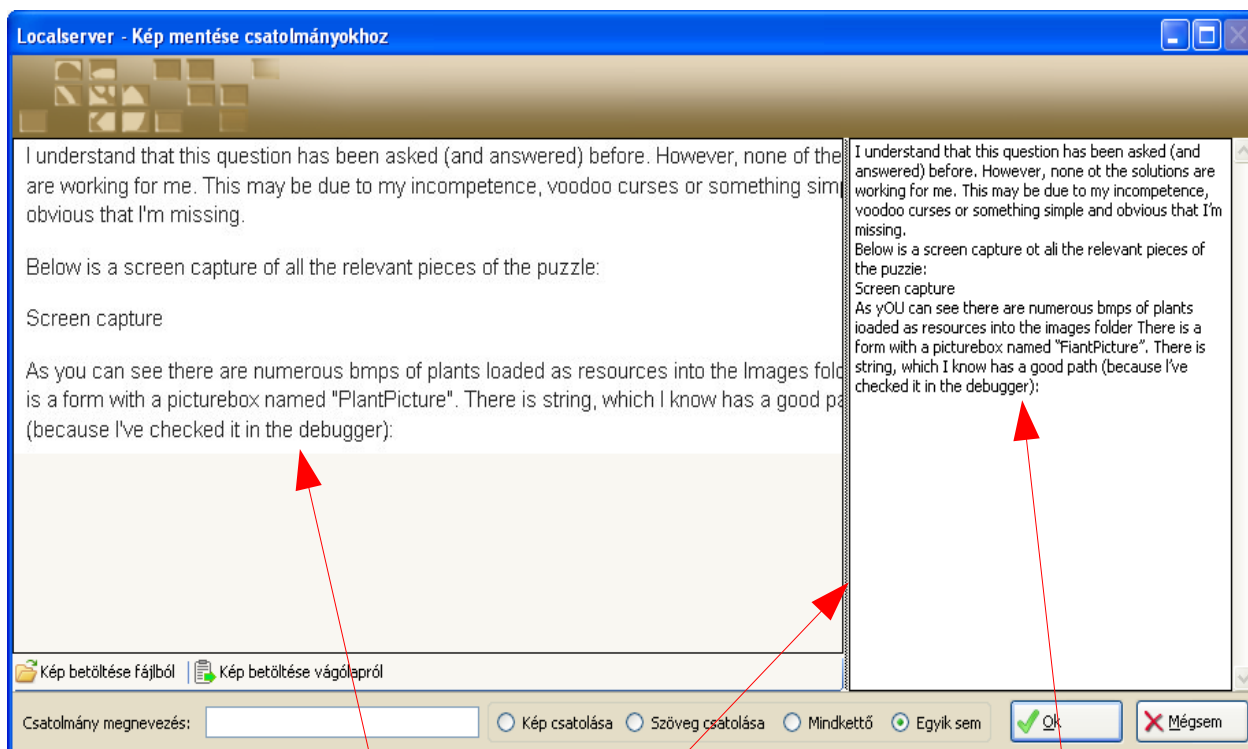 Localserver - Kép mentése csatolmányokhoz
I understand that this question has been asked (and answered) before. However, none of the
are working for me. This may be due to my incompetence, voodoo curses or something simp
obvious that I'm missing.
Below is a screen capture of all the relevant pieces of the puzzle:
Screen capture
As you can see there are numerous bmps of plants loaded as resources into the Images fold
is a form with a picturebox named "PlantPicture". There is string, which I know has a good pa
(because I've checked it in the debugger):
I understand that this question has been asked (and
answered) before. However, none ot the solutions are
working for me. This may be due to my incompetence,
voodoo curses or something simple and obvious that I’m
missing.
Below is a screen capture ot ali the relevant pieces of
the puzzie:
Screen capture
As yOU can see there are numerous bmps of plants
ioaded as resources into the images folder There is a
form with a picturebox named “FiantPicture”. There is
string, which I know has a good path (because I’ve
checked it in the debugger):
Kép betöltése fájlból
Kép betöltése vágólapról
Csatolmány megnevezés:
Kép csatolása
Szöveg csatolása
Mindkettő
Egyik sem
Ok
Mégsem